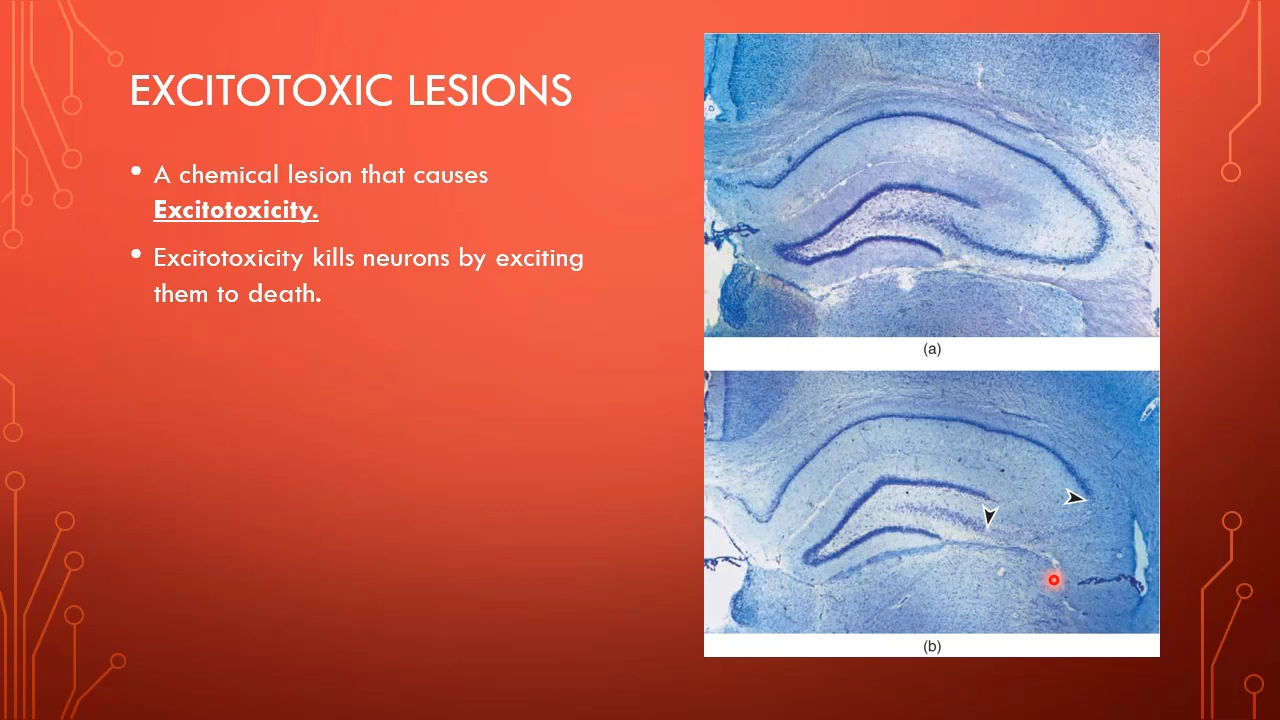 EXCITOTOXIC LESIONS
• A chemical lesion that causes
Excitotoxicity.
• Excitotoxicity kills neurons by exciting
them to death.
(a)
(b)